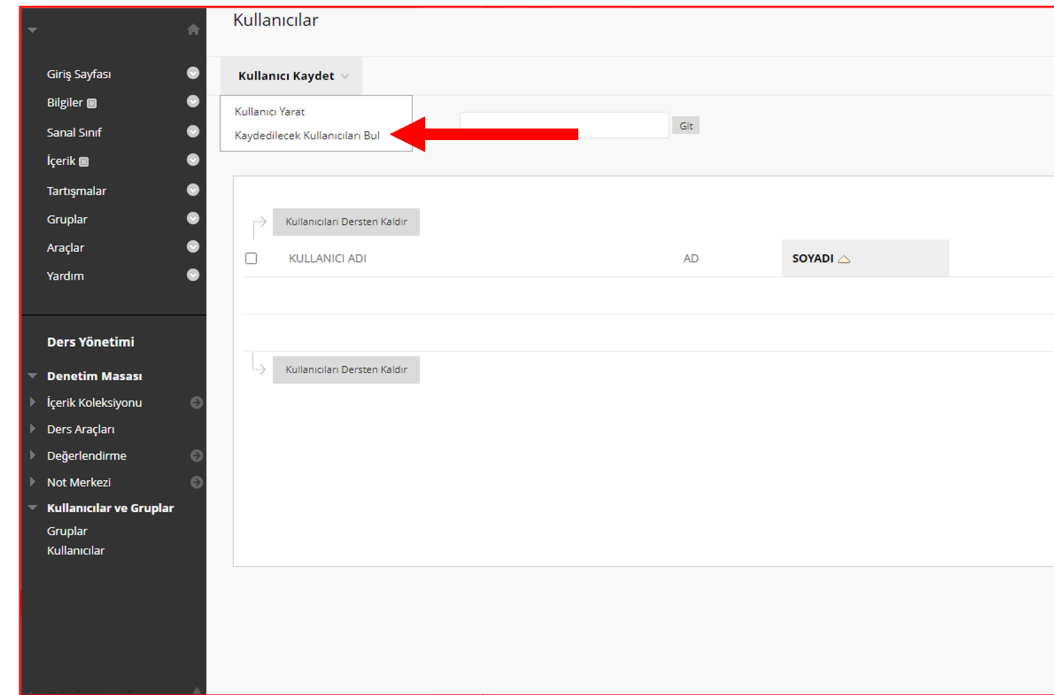 Giriş Sayfası
Bilgiler
Sanal Sınıf
İçerik
Tartışmalar
Gruplar
Araçlar
Yardım
Ders Yönetimi
Denetim Masası
İçerik Koleksiyonu
Ders Araçları
Değerlendirme
Not Merkezi
Kullanıcılar ve Gruplar
Gruplar
Kullanıcılar
Kullanıcılar
Kullanıcı Kaydet
Kullanıcı Yarat
Kaydedilecek Kullanıcıları Bul
Git
Kullanıcıları Dersten Kaldır
KULLANICI ADI AD SOYADI
Kullanıcıları Dersten Kaldır